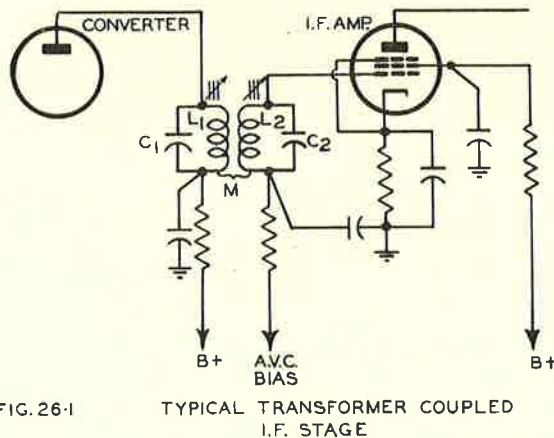 CONVERTER
I.F. AMP.
L1
L2
C1
C2
M
B+
A.V.C.
BIAS
B+
FIG. 26-1
TYPICAL TRANSFORMER COUPLED
I.F. STAGE